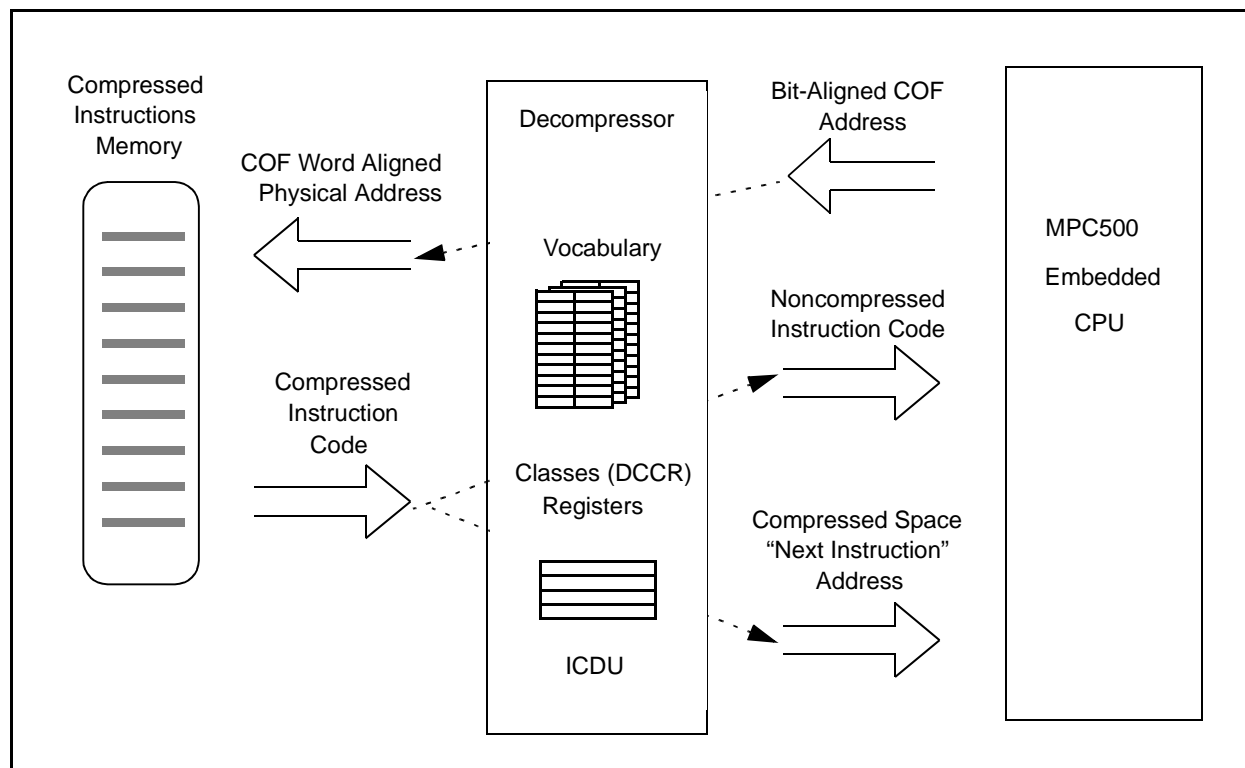 Compressed
Instructions
Memory
COF Word Aligned
Physical Address
Compressed
Instruction
Code
Decompressor
Vocabulary
Classes (DCCR)
Registers
ICDU
Bit-Aligned COF
Address
Noncompressed
Instruction Code
Compressed Space
“Next Instruction”
Address
MPC500
Embedded
CPU